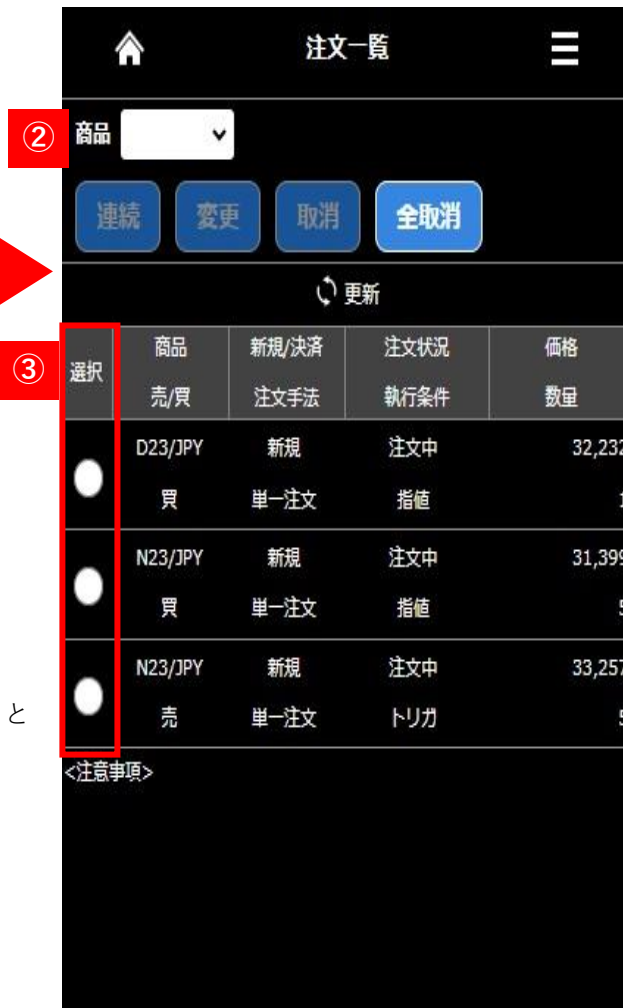 注文一覧
② 商品
連続 変更 取消 全取消
更新
③
選択
商品 新規/決済 注文状況 価格
売/買 注文手法 執行条件 数量
D23/JPY 新規 注文中 32,232
買 単一注文 指値
N23/JPY 新規 注文中 31,399
買 単一注文 指値 5
N23/JPY 新規 注文中 33,257
売 単一注文 トリガ 5
と
<注意事項>